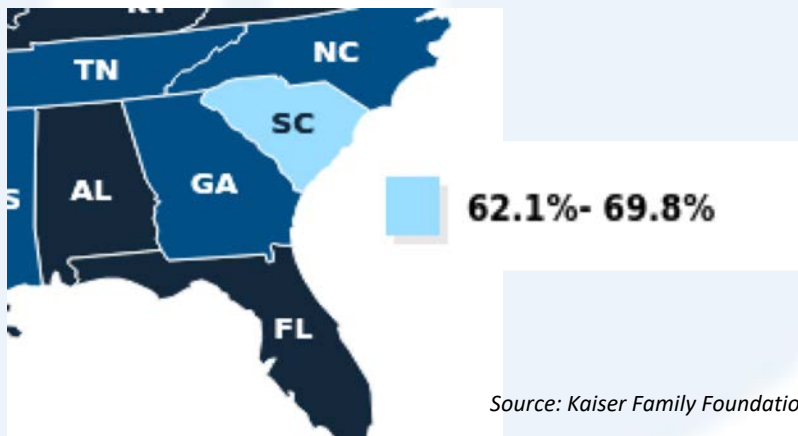 NC
TN
SC
AL
GA
62.1%- 69.8%
FL
Source: Kaiser Family Foundatio